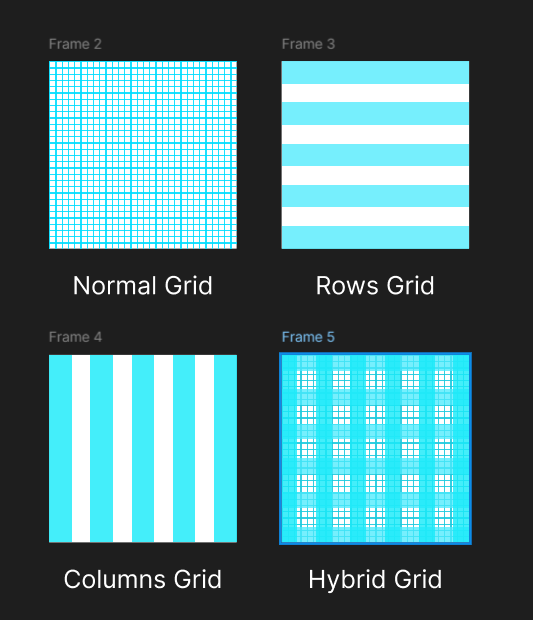 Frame 2
Frame 3
Normal Grid
Rows Grid
Frame 4
Frame 5
Columns Grid
Hybrid Grid